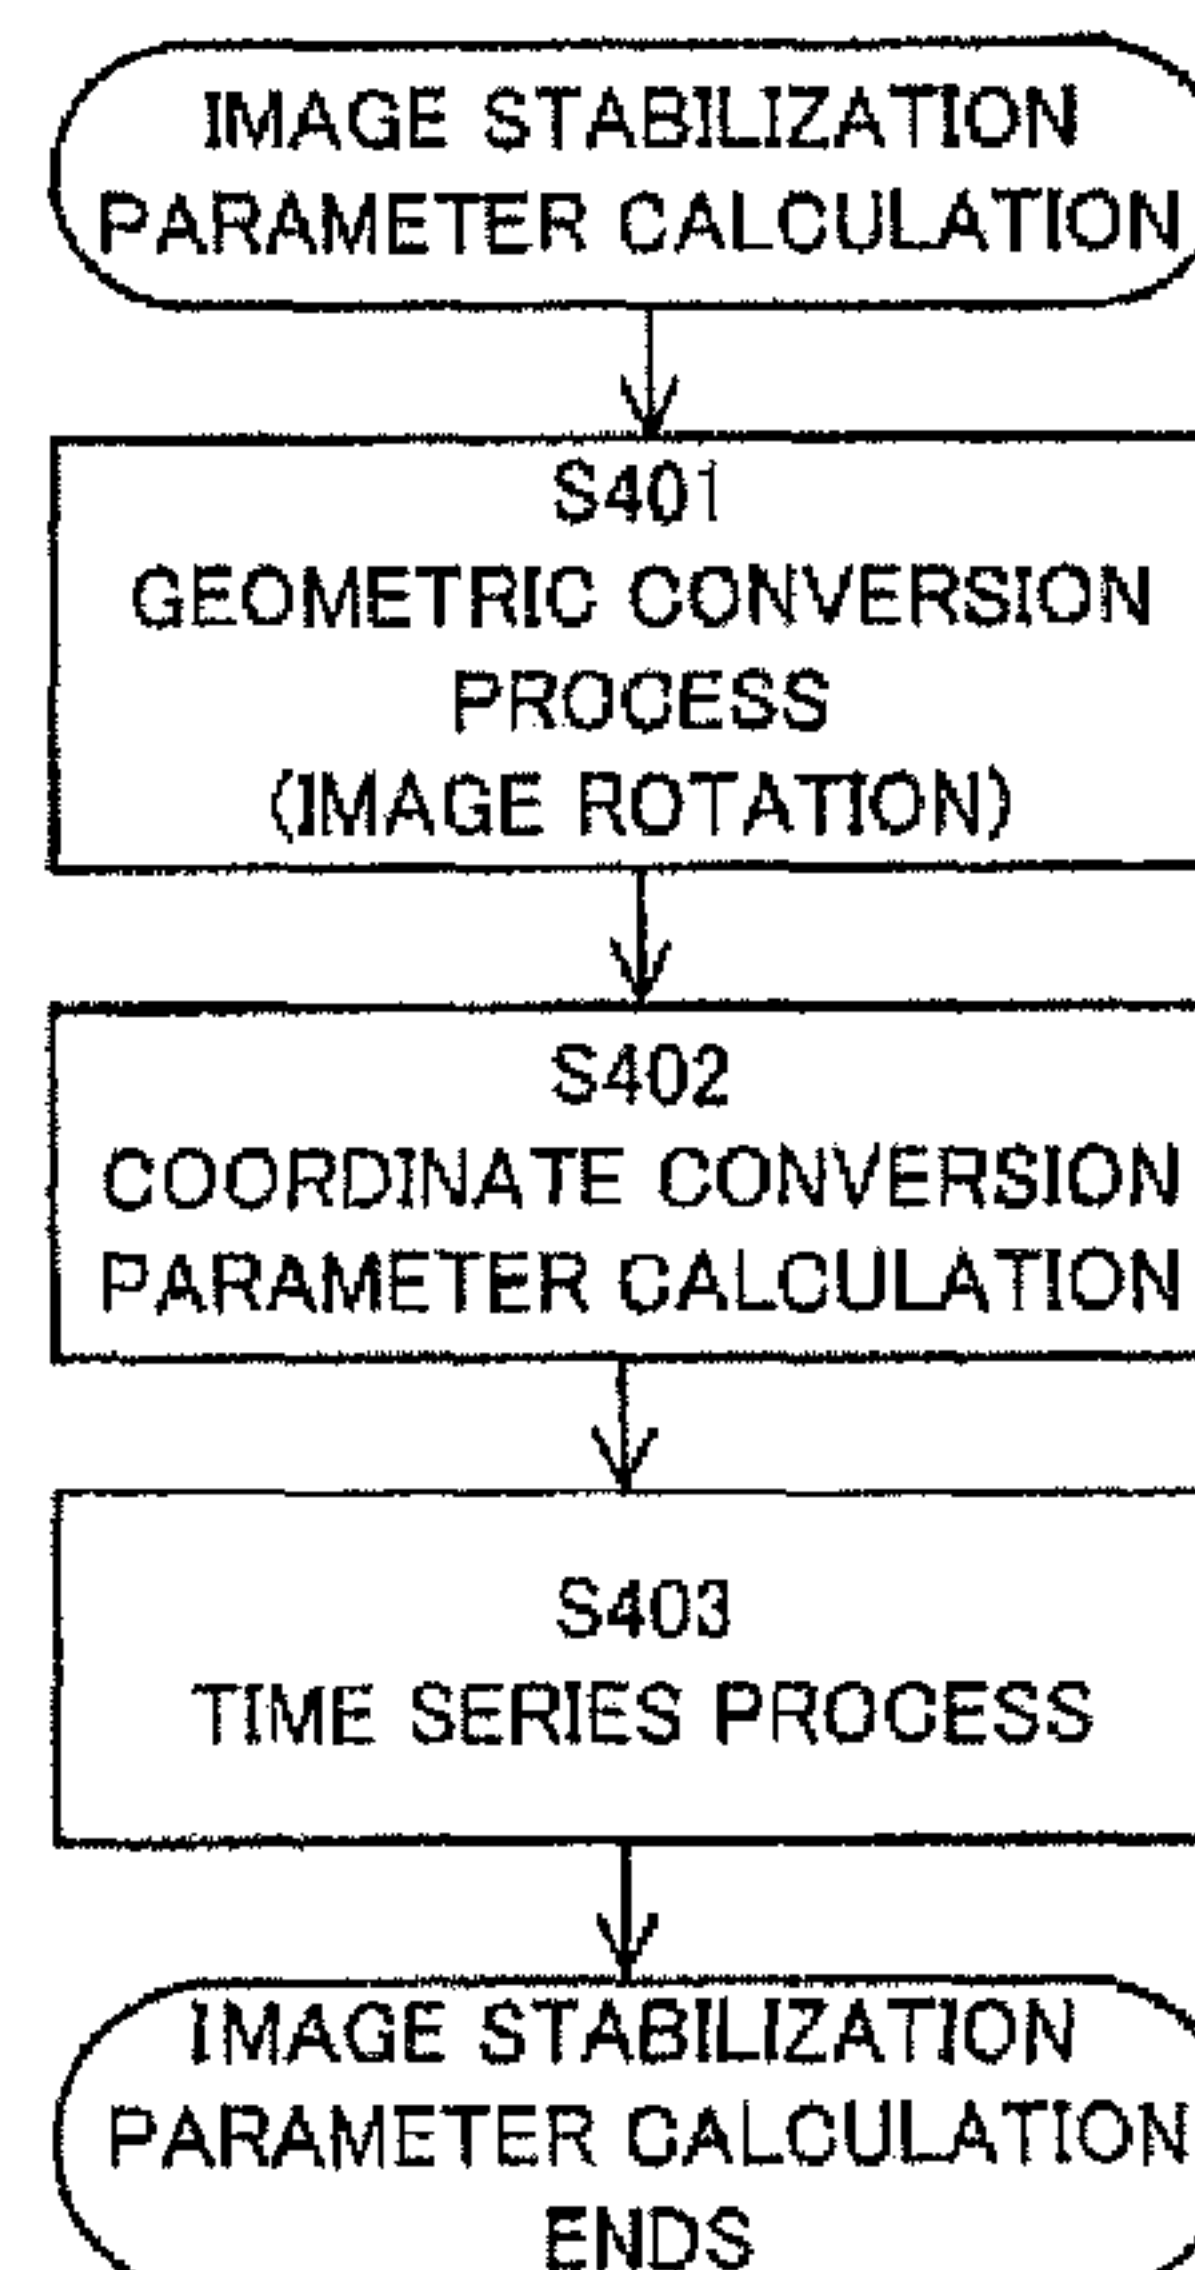 IMAGE STABILIZATION
PARAMETER CALCULATION
S401
GEOMETRIC CONVERSION
PROCESS
(IMAGE ROTATION)
S402
COORDINATE CONVERSION
PARAMETER CALCULATION
S403
TIME SERIES PROCESS
IMAGE STABILIZATION
PARAMETER CALCULATION
ENDS